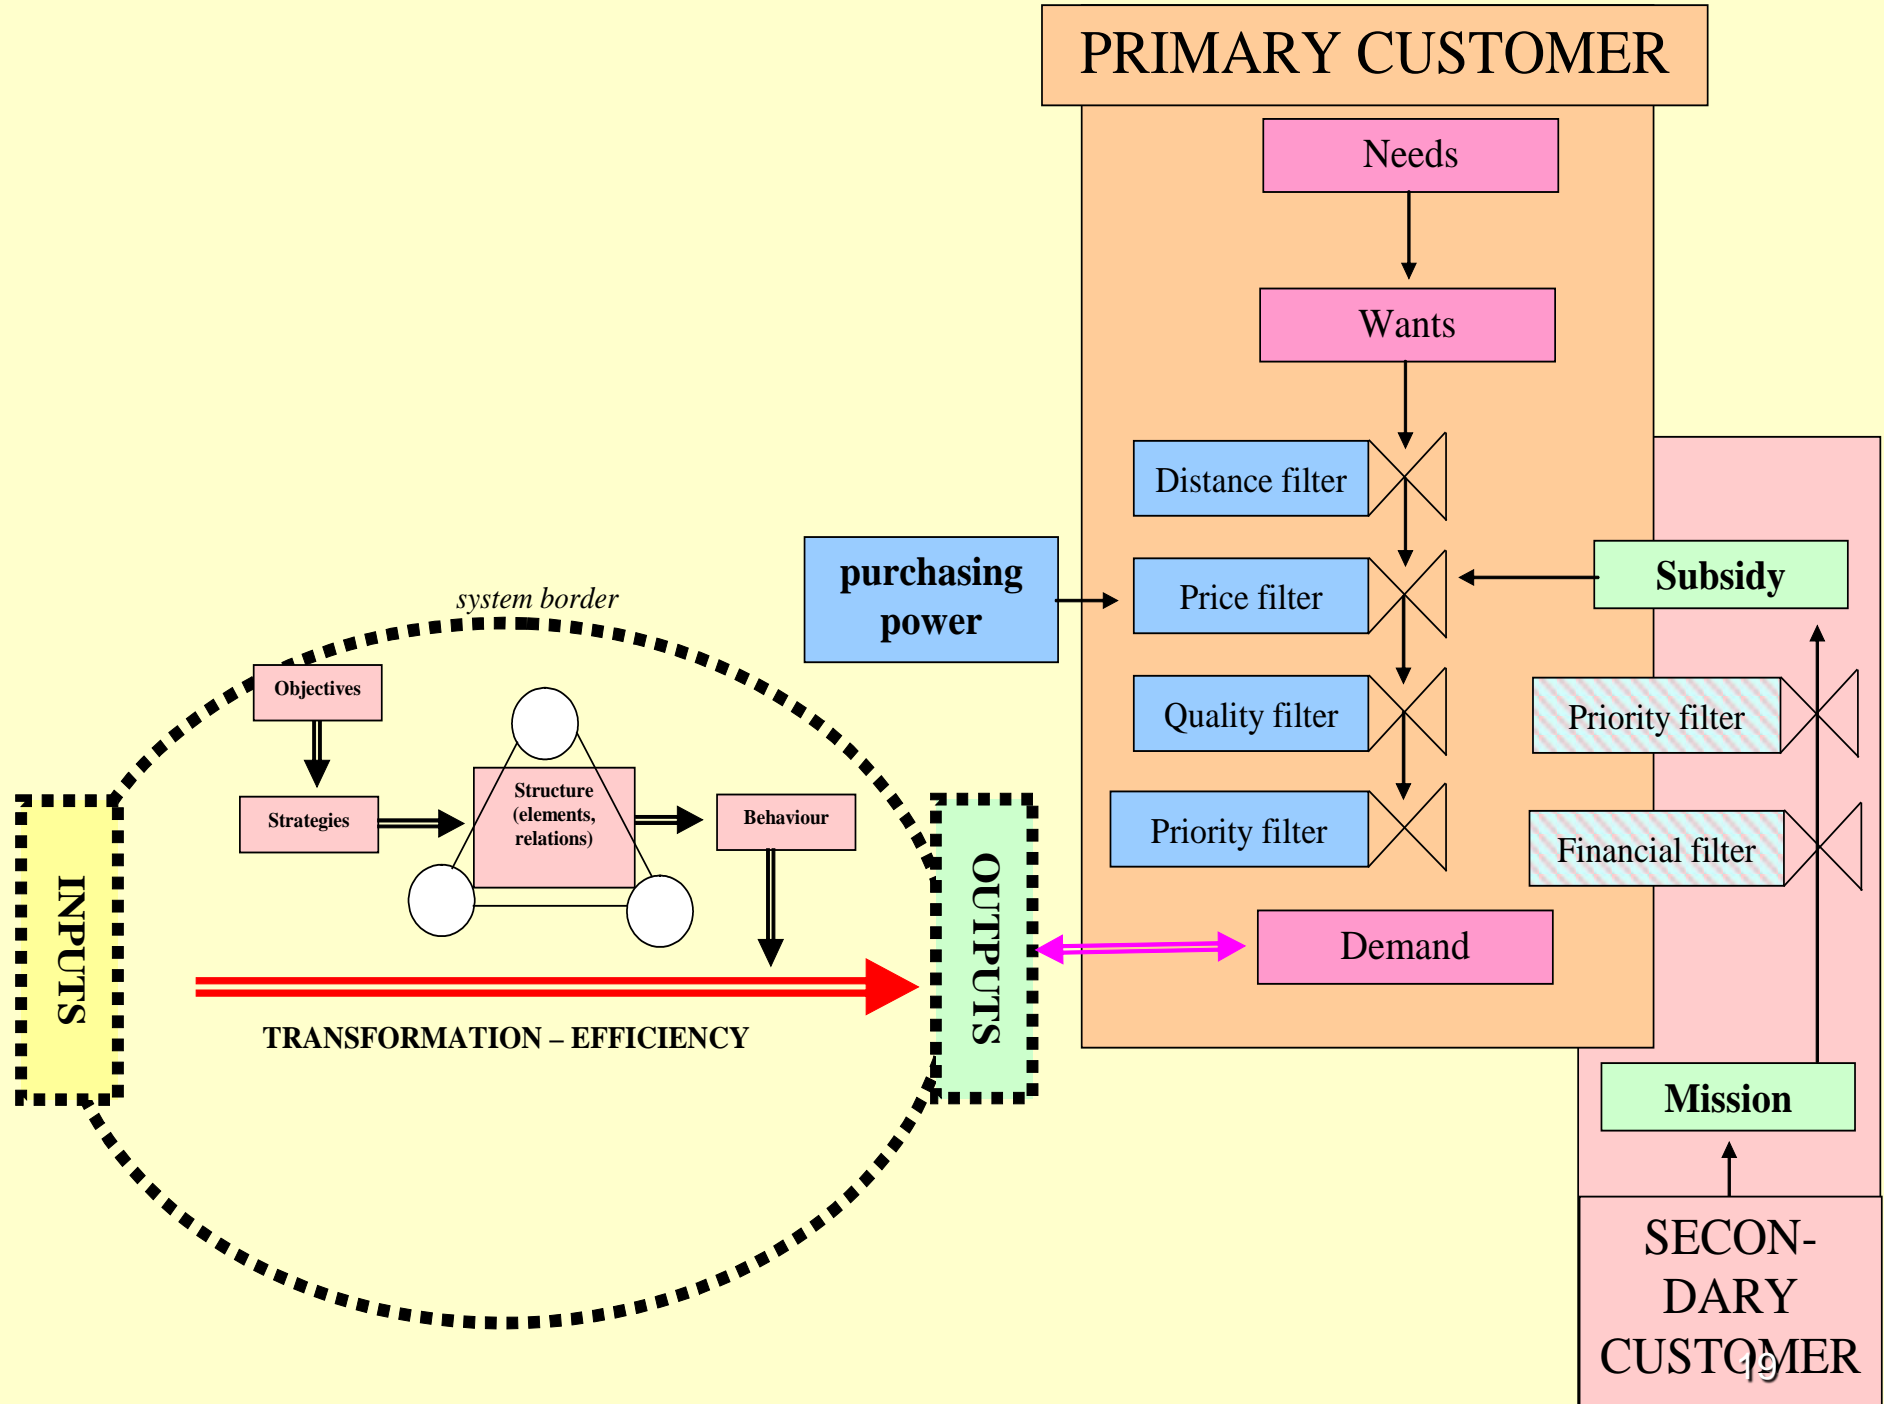 PRIMARY CUSTOMER
Needs
Wants
Distance filter
purchasing
power
Price filter
Subsidy
Quality filter
Priority filter
Priority filter
Financial filter
Demand
Mission
SECON-
DARY
CUSTOMER
19
system border
Objectives
Strategies
Structure
(elements,
relations)
Behaviour
INPUTS
OUTPUTS
TRANSFORMATION – EFFICIENCY